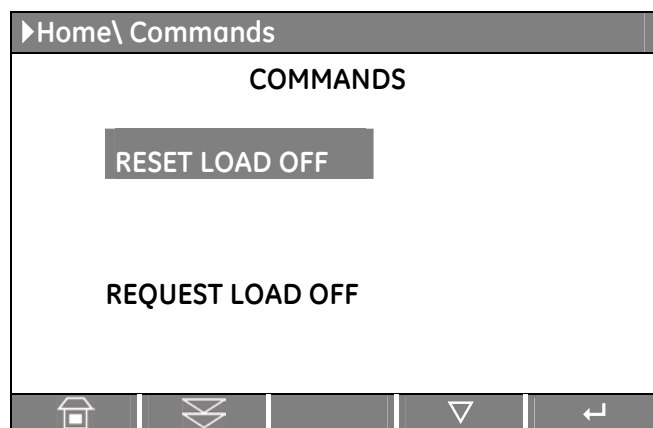 Home\ Commands
COMMANDS
RESET LOAD OFF
REQUEST LOAD OFF